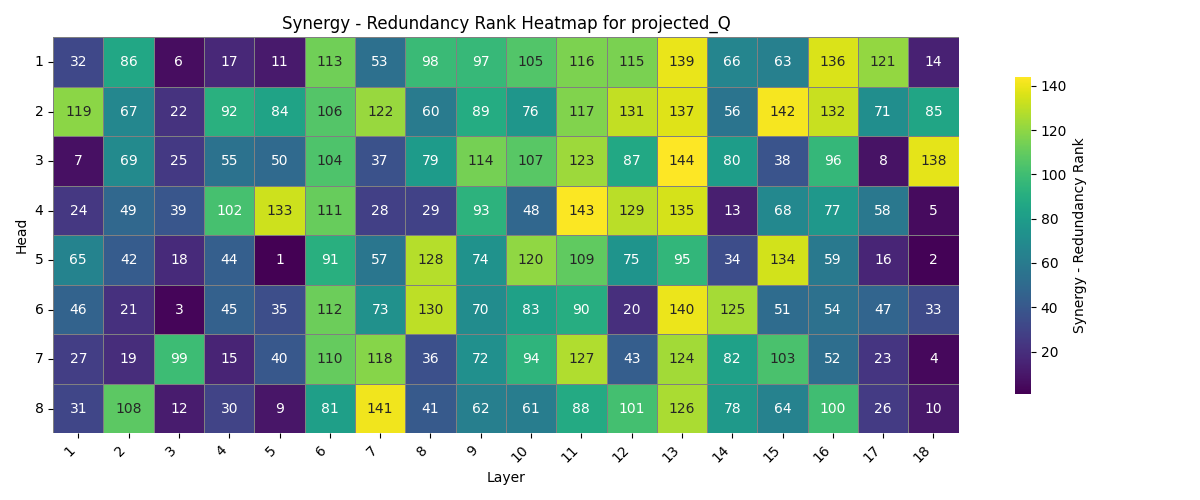 Synergy - Redundancy Rank Heatmap for projected_Q
1 32 86 6 17 11 113 53 98 97 105 116 115 139 66 63 136 121 14
2 119 67 22 92 84 106 122 60 89 76 117 131 137 56 142 132 71 85
3 7 69 25 55 50 104 37 79 114 107 123 87 144 80 38 96 8 138
4 24 49 39 102 133 111 28 29 93 48 143 129 135 13 68 77 58 5
5 65 42 18 44 1 91 57 128 74 120 109 75 95 34 134 59 16 2
6 46 21 3 45 35 112 73 130 70 83 90 20 140 125 51 54 47 33
7 27 19 99 15 40 110 118 36 72 94 127 43 124 82 103 52 23 4
8 31 108 12 30 9 81 141 41 62 61 88 101 126 78 64 100 26 10
1 2 3 4 5 6 7 8 9 10 11 12 13 14 15 16 17 18
Layer
Head
140
120
100
80
60
40
20
Synergy - Redundancy Rank